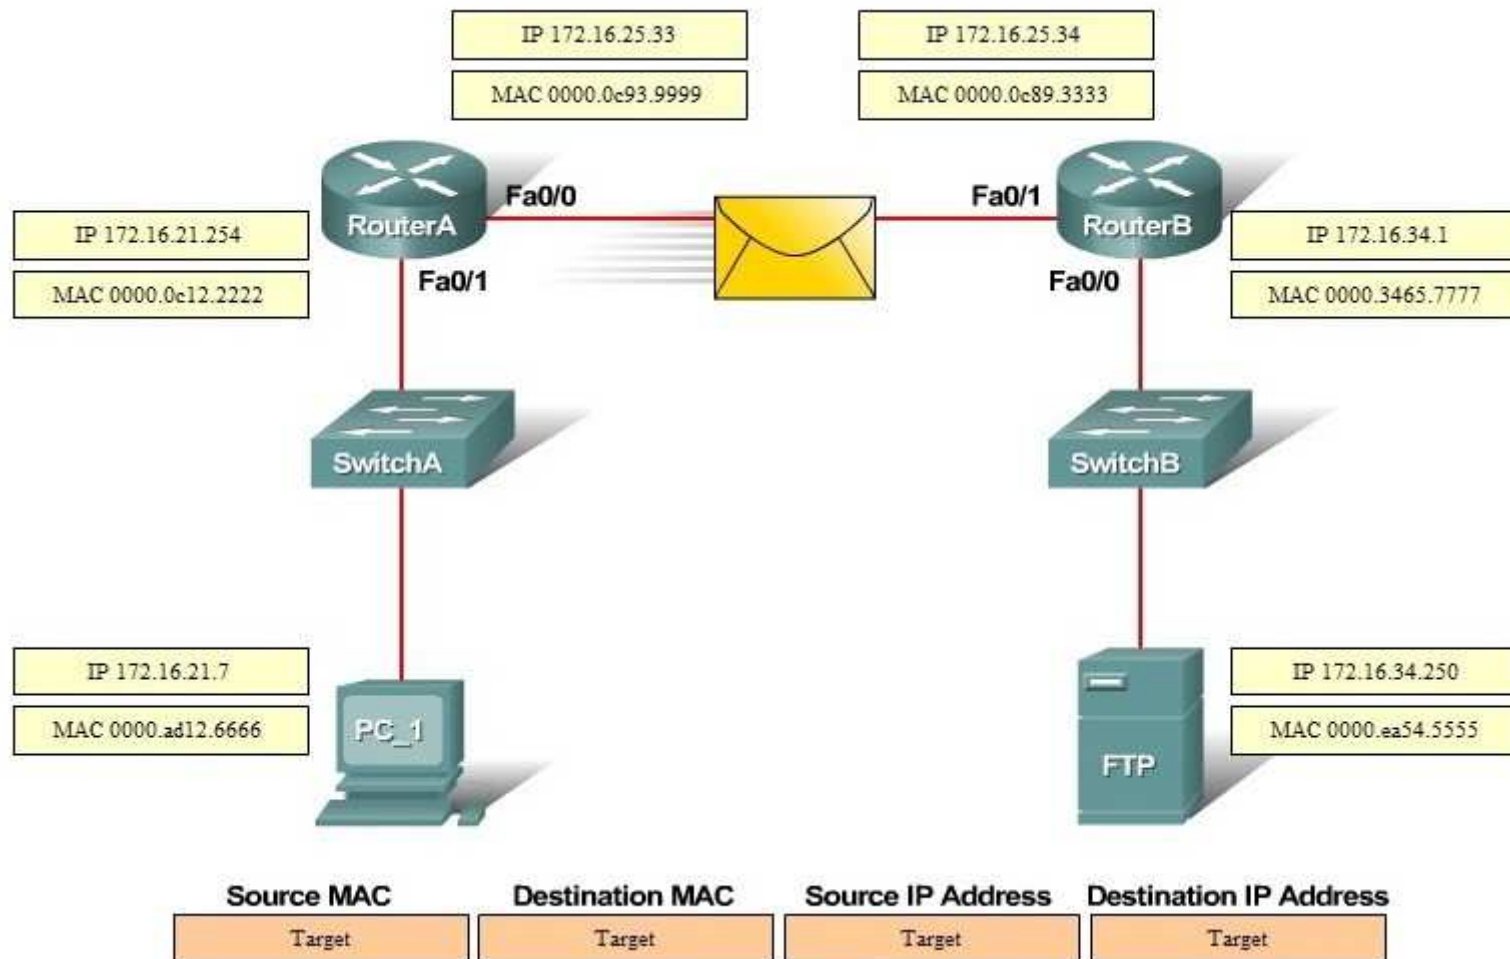 IP 172.16.25.33
IP 172.16.25.34
MAC 0000.0c93.9999
MAC 0000.0c89.3333
Fa0/0
Fa0/1
RouterA
RouterB
IP 172.16.21.254
IP 172.16.34.1
Fa0/1
Fa0/0
MAC 0000.0c12.2222
MAC 0000.3465.7777
SwitchA
SwitchB
IP 172.16.21.7
IP 172.16.34.250
MAC 0000.ad12.6666
PC_1
MAC 0000.ea54.5555
FTP
Source MAC
Destination MAC
Source IP Address
Destination IP Address
Target
Target
Target
Target